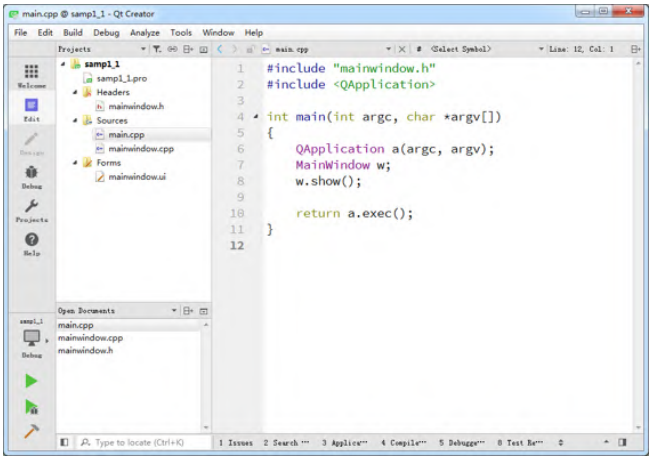 main.cpp @ samp1_1 - Qt Creator
File Edit Build Debug Analyze Tools Window Help
Projects
main.cpp
# <Select Symbol>
Line: 12, Col: 1
Welcome
Edit
Design
Debug
Projects
Help
samp1_1
samp1_1.pro
Headers
mainwindow.h
Sources
main.cpp
mainwindow.cpp
Forms
mainwindow.ui
1 #include "mainwindow.h"
2 #include <QApplication>
3
4 int main(int argc, char *argv[])
5 {
6 QApplication a(argc, argv);
7 MainWindow w;
8 w.show();
9
10 return a.exec();
11 }
12
Open Documents
main.cpp
mainwindow.cpp
mainwindow.h
samp1_1
Debug
Type to locate (Ctrl+K)
1 Issues 2 Search ··· 3 Applica··· 4 Compile··· 5 Debugge··· 8 Test Re···